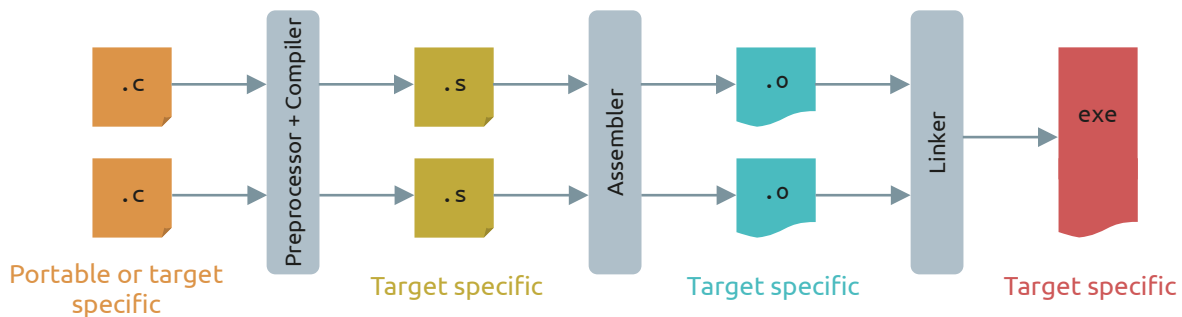 .c
Preprocessor + Compiler
.s
Assembler
.o
Linker
exe
.c
.s
.o
Portable or target
specific
Target specific
Target specific
Target specific